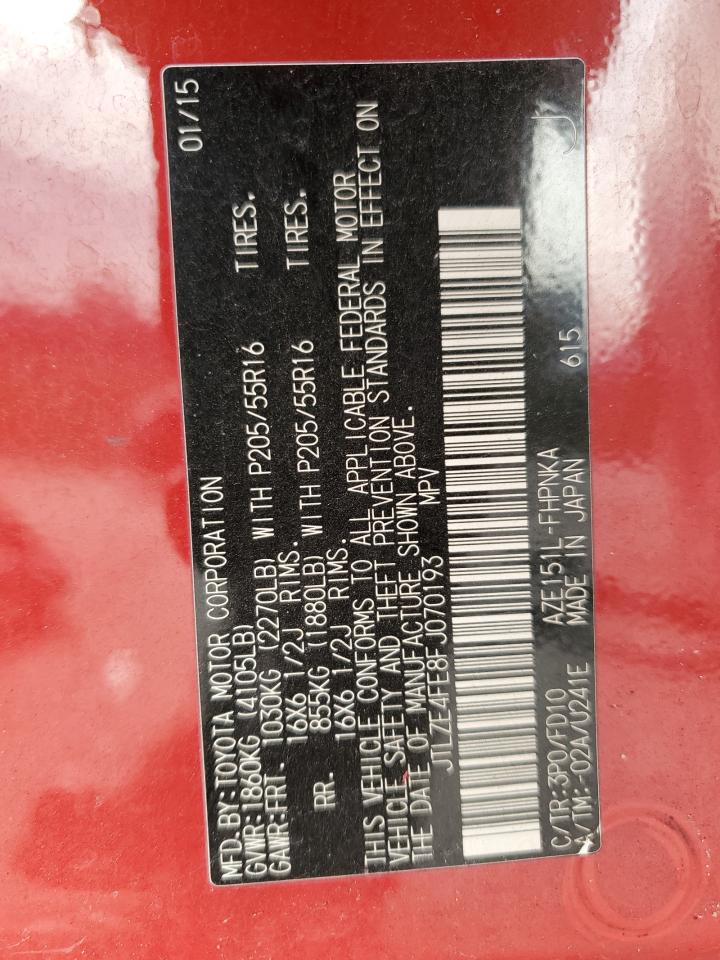 MFD.BY:TOYOTA MOTOR CORPORATION 01/15
GVWR:1860KG (4105LB)
GAWR:FRT. 1030KG (2270LB) WITH P205/55R16 TIRES.
16X6 1/2J RIMS.
RR. 855KG (1880LB) WITH P205/55R16 TIRES.
16X6 1/2J RIMS.
THIS VEHICLE CONFORMS TO ALL APPLICABLE FEDERAL MOTOR
VEHICLE SAFETY AND THEFT PREVENTION STANDARDS IN EFFECT ON
THE DATE OF MANUFACTURE SHOWN ABOVE.
JTLZE4FE8FJ070193 MPV
C/TR:3P0/FD10 AZE151L-FHPNKA
A/TM:-02A/U241E MADE IN JAPAN 615 J